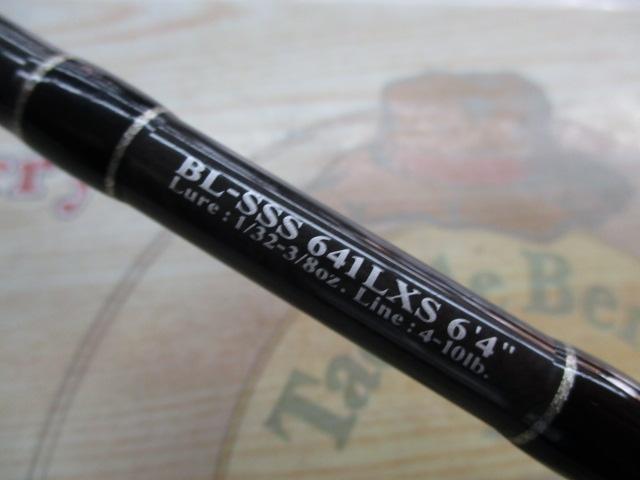 BL-SSS 641LXS 6'4"
Lure : 1/32-3/8oz. Line : 4-10lb.